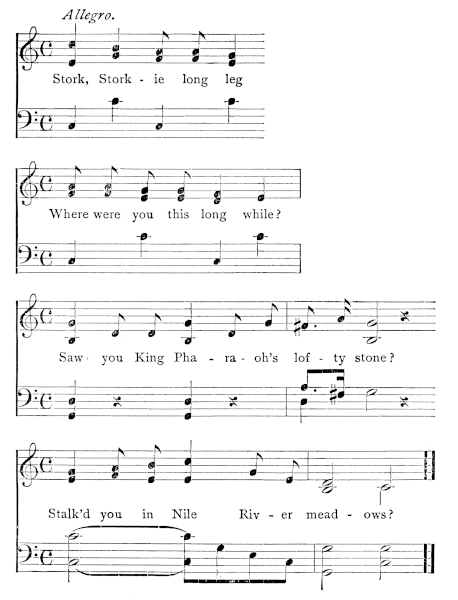 Allegro.
Stork, Stork - ie long leg
Where were you this long while?
Saw you King Pha - ra - oh's lof - ty stone?
Stalk'd you in Nile Riv - er mead - ows?